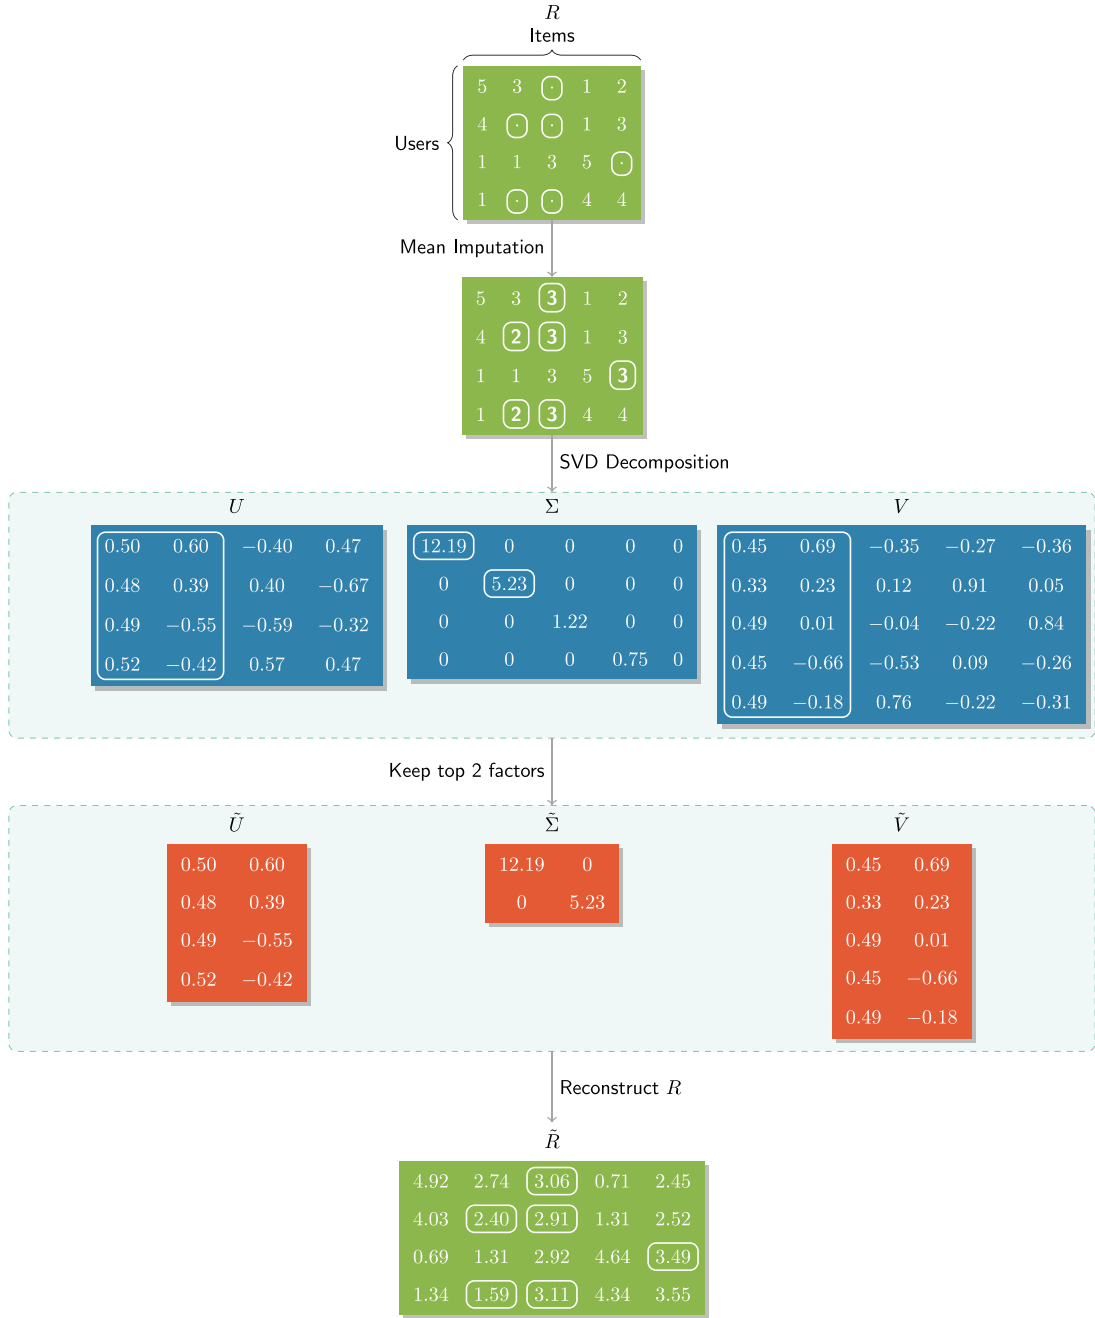 R
Items
Users
5 3 · 1 2
4 · · 1 3
1 1 3 5 ·
1 · · 4 4
Mean Imputation
5 3 3 1 2
4 2 3 1 3
1 1 3 5 3
1 2 3 4 4
SVD Decomposition
U
0.50 0.60 −0.40 0.47
0.48 0.39 0.40 −0.67
0.49 −0.55 −0.59 −0.32
0.52 −0.42 0.57 0.47
Σ
12.19 0 0 0 0
0 5.23 0 0 0
0 0 1.22 0 0
0 0 0 0.75 0
V
0.45 0.69 −0.35 −0.27 −0.36
0.33 0.23 0.12 0.91 0.05
0.49 0.01 −0.04 −0.22 0.84
0.45 −0.66 −0.53 0.09 −0.26
0.49 −0.18 0.76 −0.22 −0.31
Keep top 2 factors
Ũ
0.50 0.60
0.48 0.39
0.49 −0.55
0.52 −0.42
Σ̃
12.19 0
0 5.23
Ṽ
0.45 0.69
0.33 0.23
0.49 0.01
0.45 −0.66
0.49 −0.18
Reconstruct R
R̃
4.92 2.74 3.06 0.71 2.45
4.03 2.40 2.91 1.31 2.52
0.69 1.31 2.92 4.64 3.49
1.34 1.59 3.11 4.34 3.55